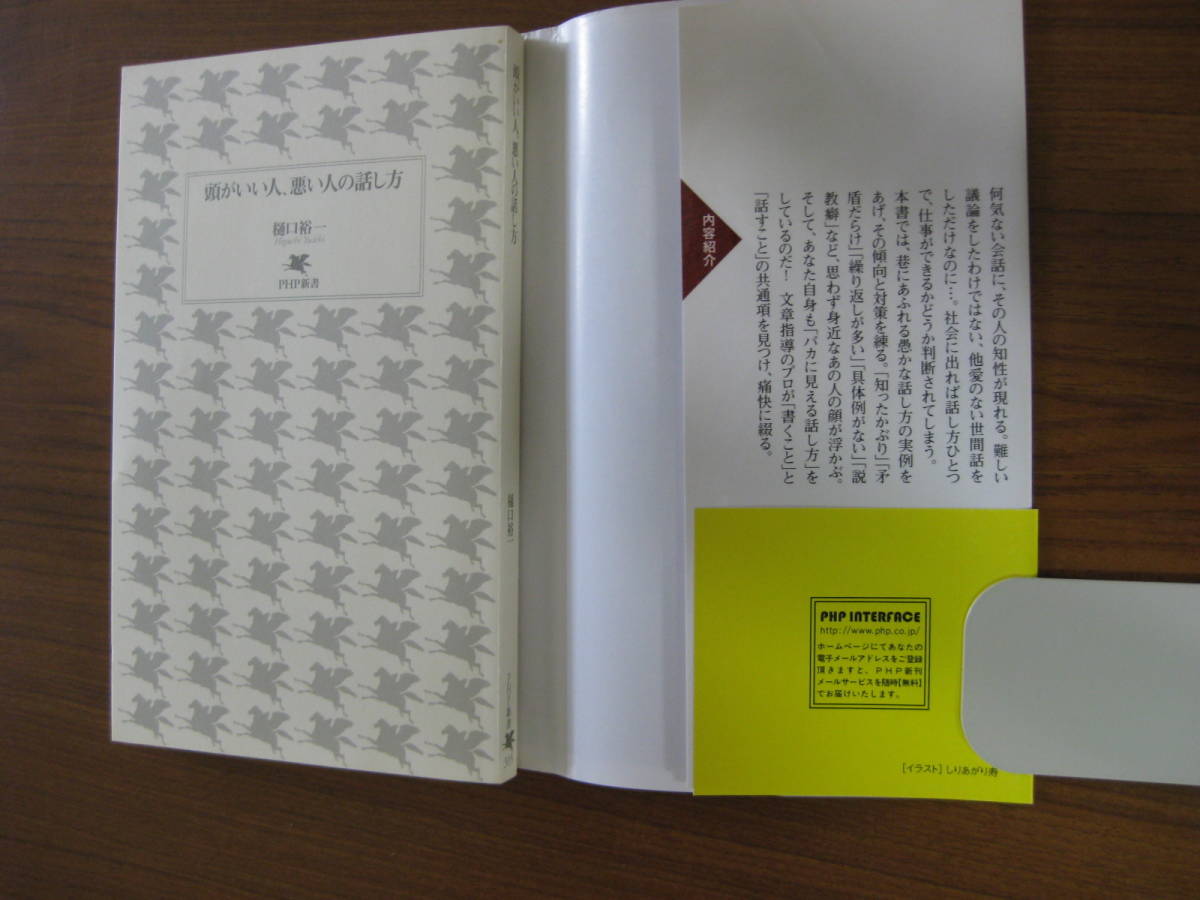 頭がいい人、悪い人の話し方
樋口裕一
Higuchi Yuichi
PHP新書
頭がいい人、悪い人の話し方
樋口裕一
PHP新書
内容紹介
何気ない会話に、その人の知性が現れる。難しい
議論をしたわけではない、他愛のない世間話を
しただけなのに…。社会に出れば話し方ひとつ
で、仕事ができるかどうか判断されてしまう。
本書では、巷にあふれる愚かな話し方の実例を
あげ、その傾向と対策を練る。「知ったかぶり」「矛
盾だらけ」「繰り返しが多い」「具体例がない」「説
教癖」など、思わず身近なあの人の顔が浮かぶ。
そして、あなた自身も「バカに見える話し方」を
しているのだ! 文章指導のプロが「書くこと」と
「話すこと」の共通項を見つけ、痛快に綴る。
PHP INTERFACE
http://www.php.co.jp/
ホームページにてあなたの
電子メールアドレスをご登録
頂きますと、PHP新刊
メールサービスを随時[無料]
でお届けいたします。
[イラスト]しりあがり寿